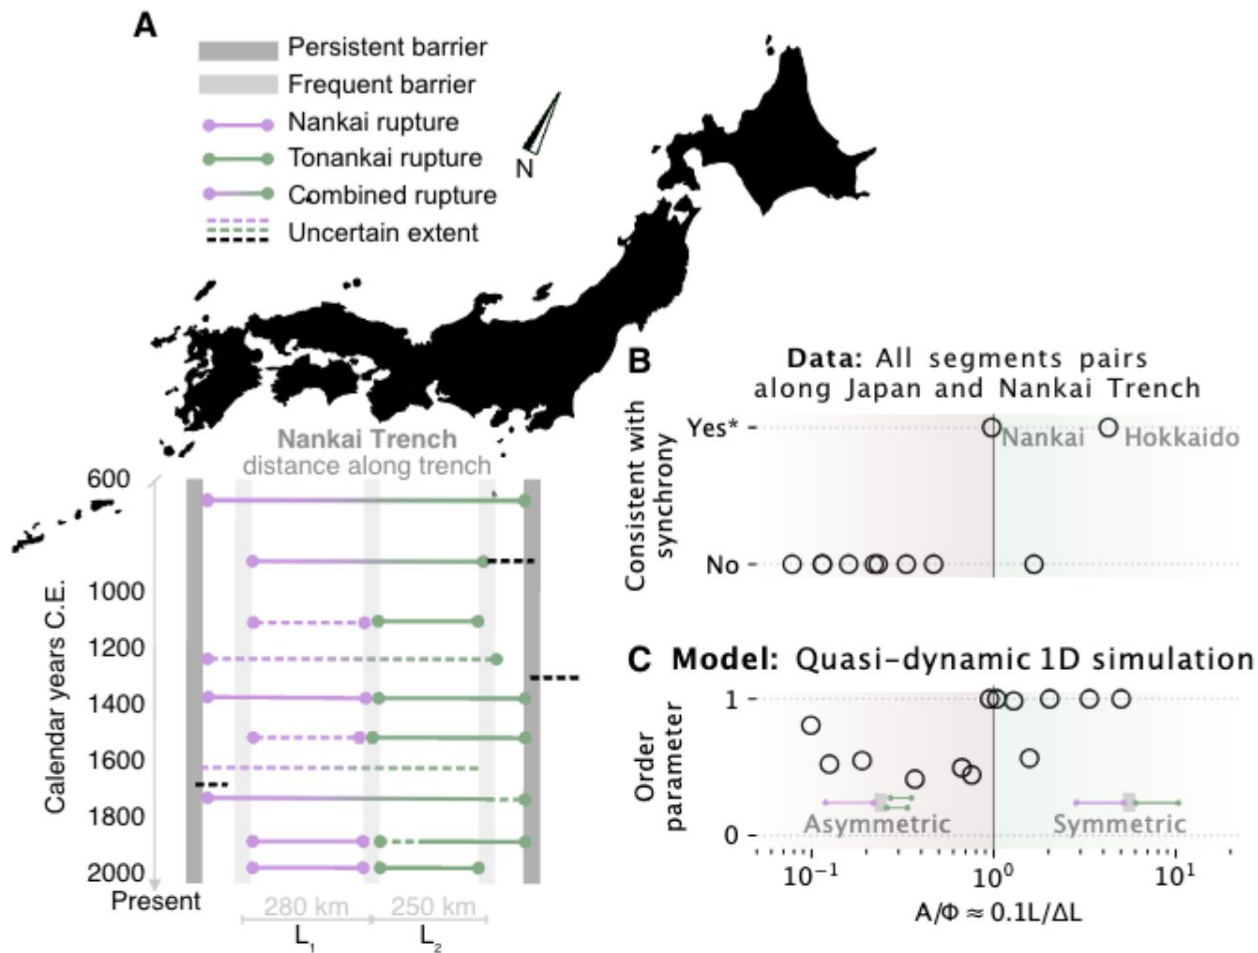 A
Persistent barrier
Frequent barrier
Nankai rupture
Tonankai rupture
Combined rupture
Uncertain extent
N
Nankai Trench
distance along trench
600
1000
1200
1400
1600
1800
2000
Present
Calendar years C.E.
280 km
250 km
L₁
L₂
B
Data: All segments pairs
along Japan and Nankai Trench
Consistent with
synchrony
Yes*
No
Nankai
Hokkaido
C Model: Quasi-dynamic 1D simulation
Order
parameter
1
0
Asymmetric
Symmetric
10⁻¹
10⁰
10¹
A/Φ ≈ 0.1L/ΔL